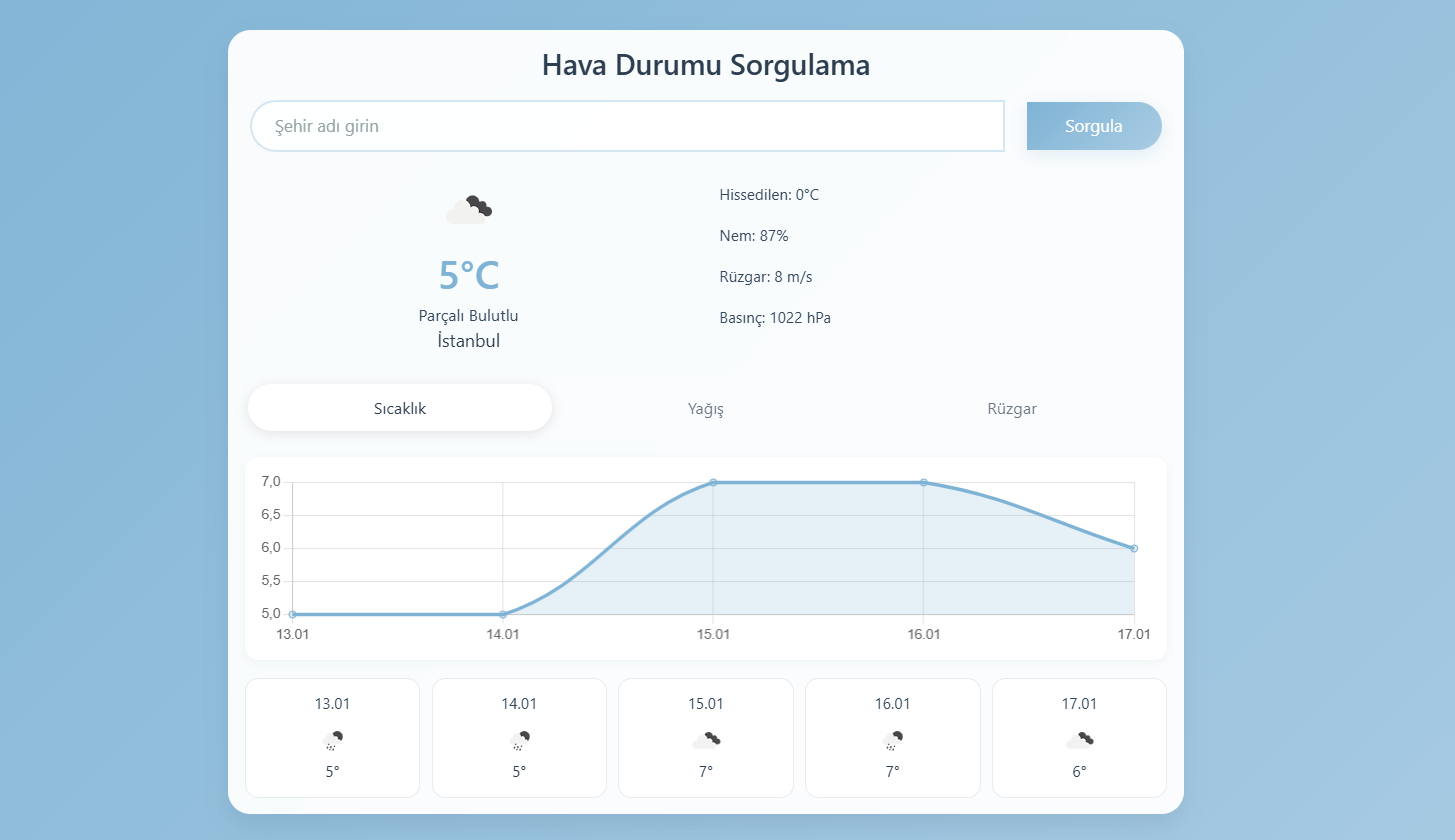 Hava Durumu Sorgulama
Şehir adı girin
Sorgula
5°C
Parçalı Bulutlu
İstanbul
Hissedilen: 0°C
Nem: 87%
Rüzgar: 8 m/s
Basınç: 1022 hPa
Sıcaklık
Yağış
Rüzgar
7,0
6,5
6,0
5,5
5,0
13.01 14.01 15.01 16.01 17.01
13.01 14.01 15.01 16.01 17.01
5° 5° 7° 7° 6°